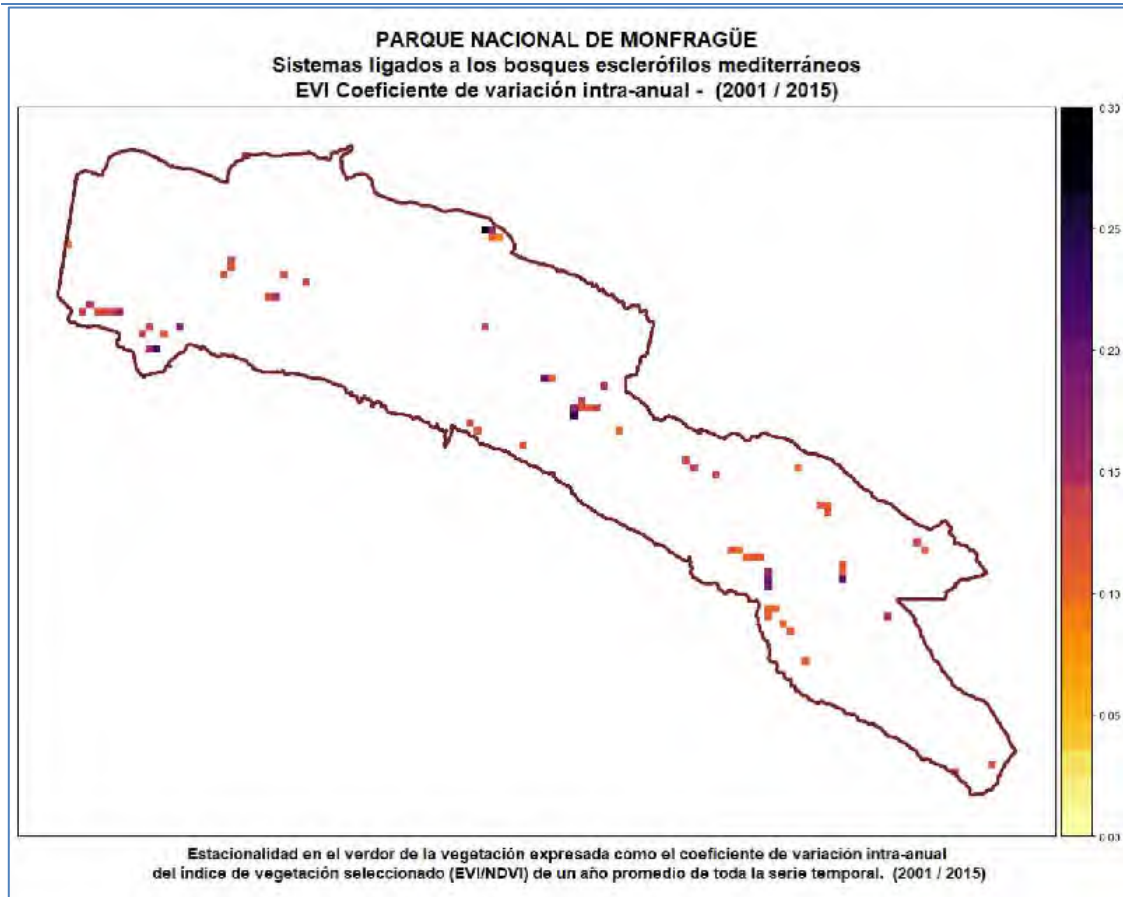 PARQUE NACIONAL DE MONFRAGÜE
Sistemas ligados a los bosques esclerófilos mediterráneos
EVI Coeficiente de variación intra-anual - (2001 / 2015)
0.30
0.25
0.20
0.15
0.10
0.05
0.00
Estacionalidad en el verdor de la vegetación expresada como el coeficiente de variación intra-anual
del índice de vegetación seleccionado (EVI/NDVI) de un año promedio de toda la serie temporal. (2001 / 2015)